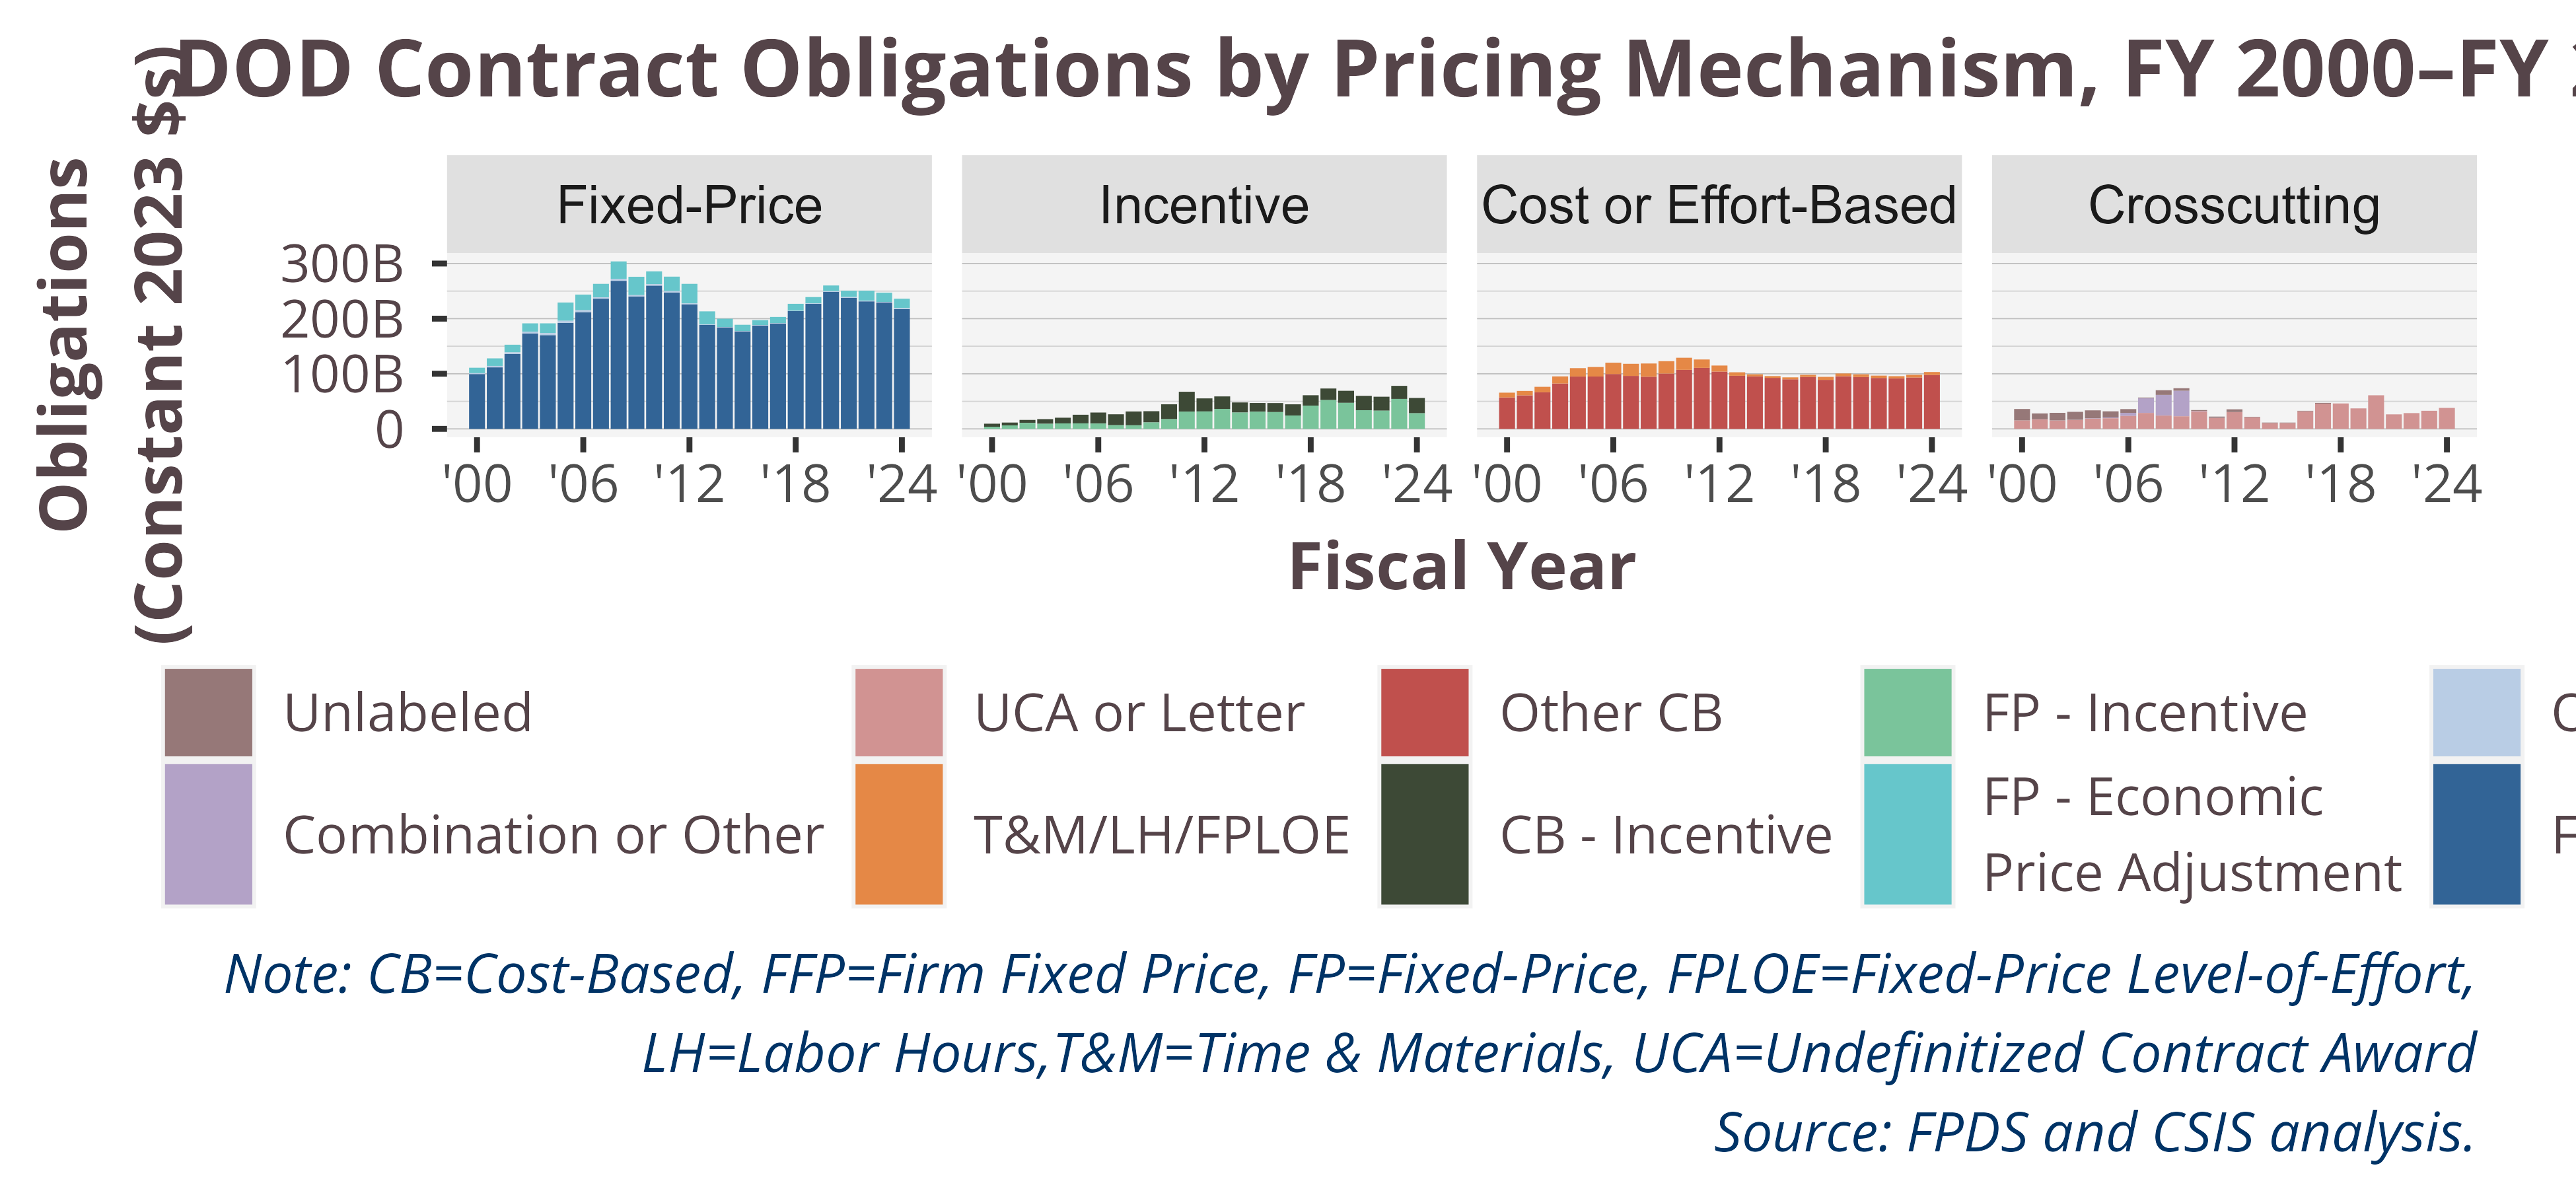 DOD Contract Obligations by Pricing Mechanism, FY 2000–FY
Obligations
(Constant 2023 $s)
Fixed-Price
Incentive
Cost or Effort-Based
Crosscutting
300B
200B
100B
0
'00 '06 '12 '18 '24
'00 '06 '12 '18 '24
'00 '06 '12 '18 '24
'00 '06 '12 '18 '24
Fiscal Year
Unlabeled
UCA or Letter
Other CB
FP - Incentive
Combination or Other
T&M/LH/FPLOE
CB - Incentive
FP - Economic
Price Adjustment
Note: CB=Cost-Based, FFP=Firm Fixed Price, FP=Fixed-Price, FPLOE=Fixed-Price Level-of-Effort,
LH=Labor Hours,T&M=Time & Materials, UCA=Undefinitized Contract Award
Source: FPDS and CSIS analysis.